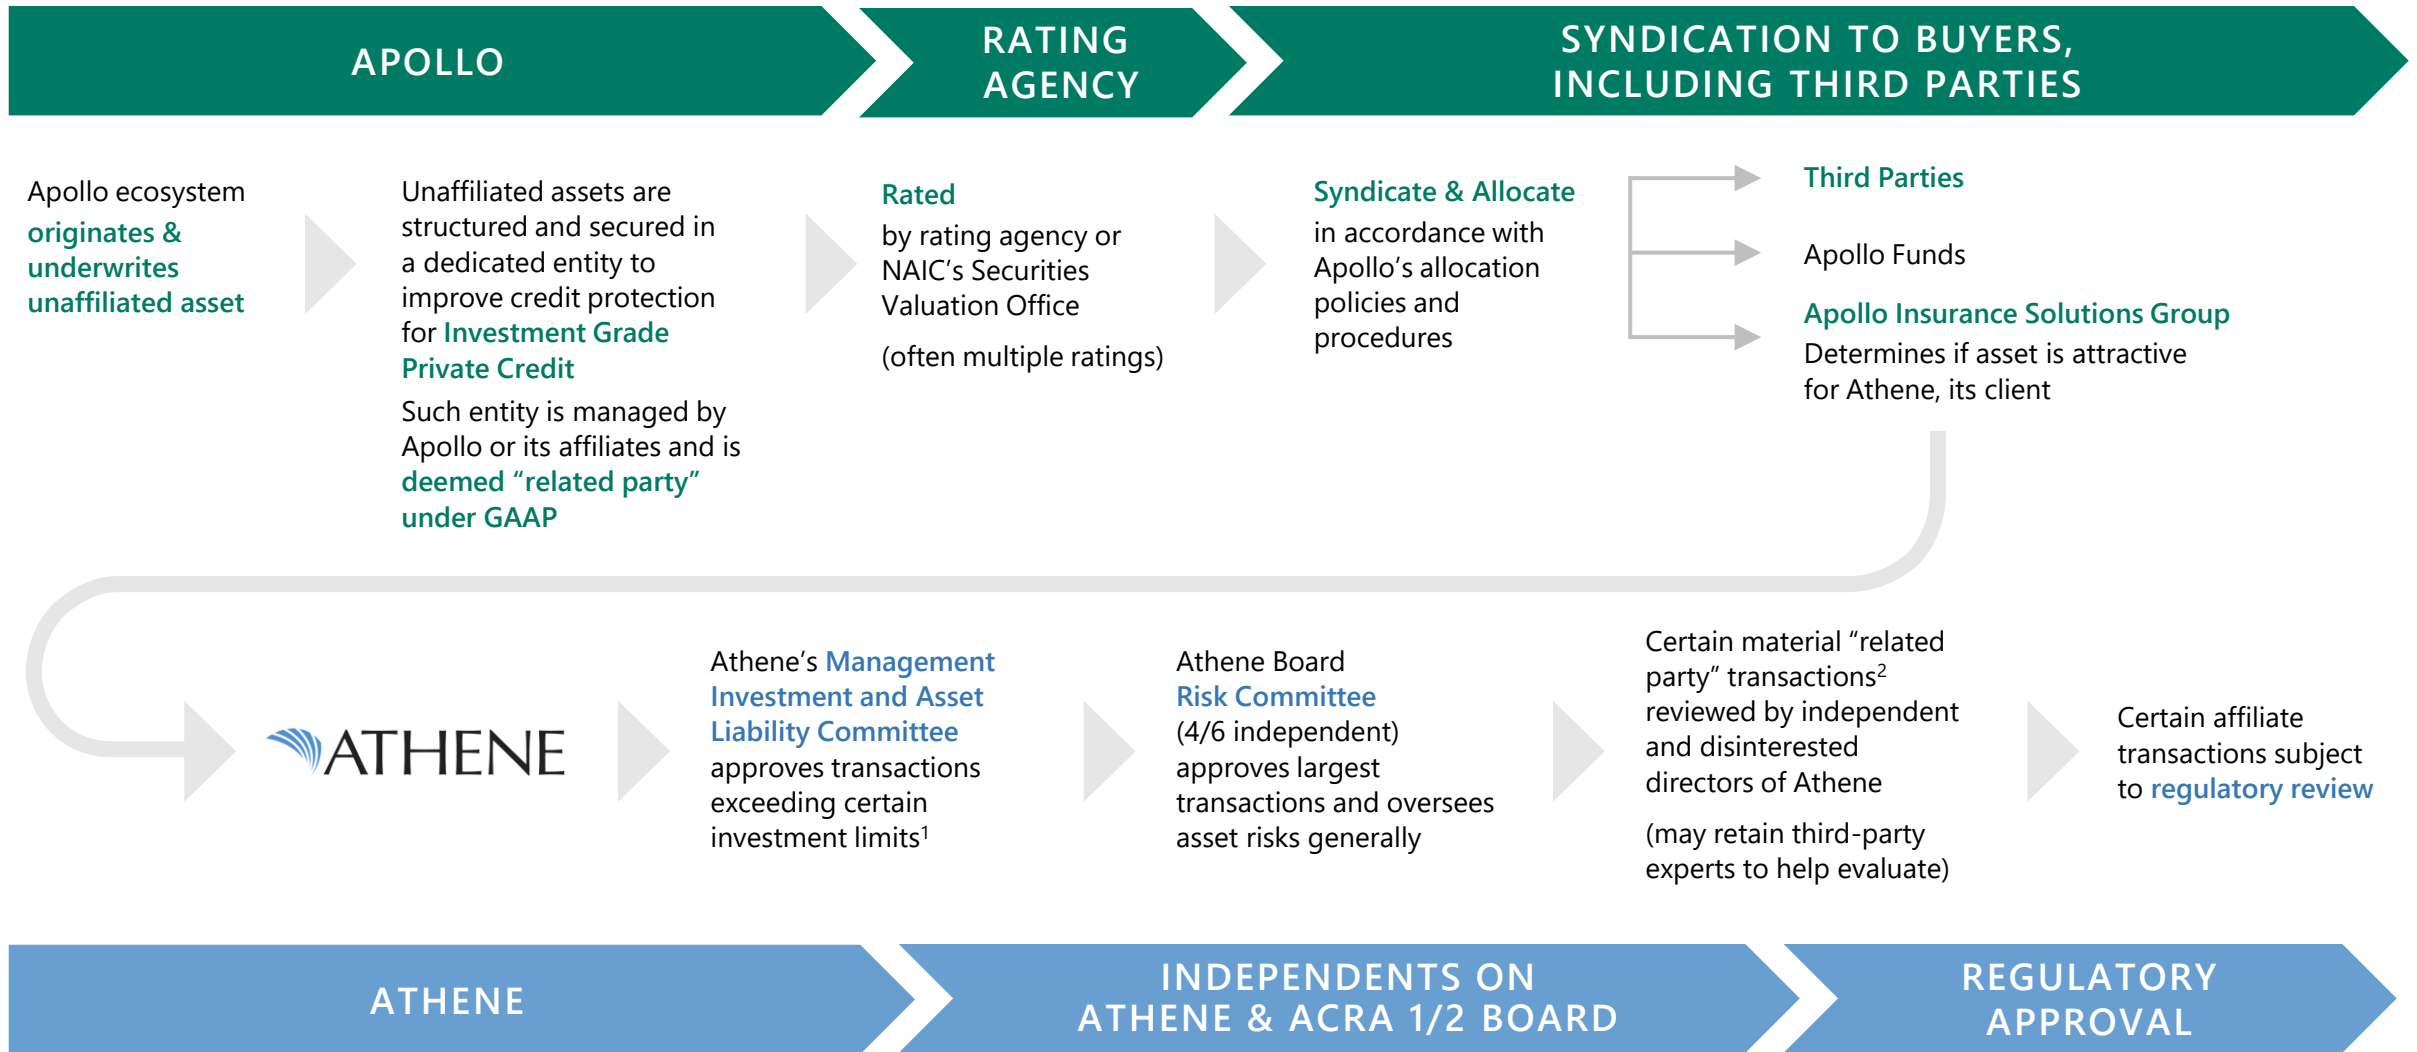 APOLLO
RATING
AGENCY
SYNDICATION TO BUYERS,
INCLUDING THIRD PARTIES
Apollo ecosystem
originates &
underwrites
unaffiliated asset
Unaffiliated assets are
structured and secured in
a dedicated entity to
improve credit protection
for Investment Grade
Private Credit
Such entity is managed by
Apollo or its affiliates and is
deemed “related party”
under GAAP
Rated
by rating agency or
NAIC’s Securities
Valuation Office
(often multiple ratings)
Syndicate & Allocate
in accordance with
Apollo’s allocation
policies and
procedures
Third Parties
Apollo Funds
Apollo Insurance Solutions Group
Determines if asset is attractive
for Athene, its client
ATHENE
Athene’s Management
Investment and Asset
Liability Committee
approves transactions
exceeding certain
investment limits¹
Athene Board
Risk Committee
(4/6 independent)
approves largest
transactions and oversees
asset risks generally
Certain material “related
party” transactions²
reviewed by independent
and disinterested
directors of Athene
(may retain third-party
experts to help evaluate)
Certain affiliate
transactions subject
to regulatory review
ATHENE
INDEPENDENTS ON
ATHENE & ACRA 1/2 BOARD
REGULATORY
APPROVAL